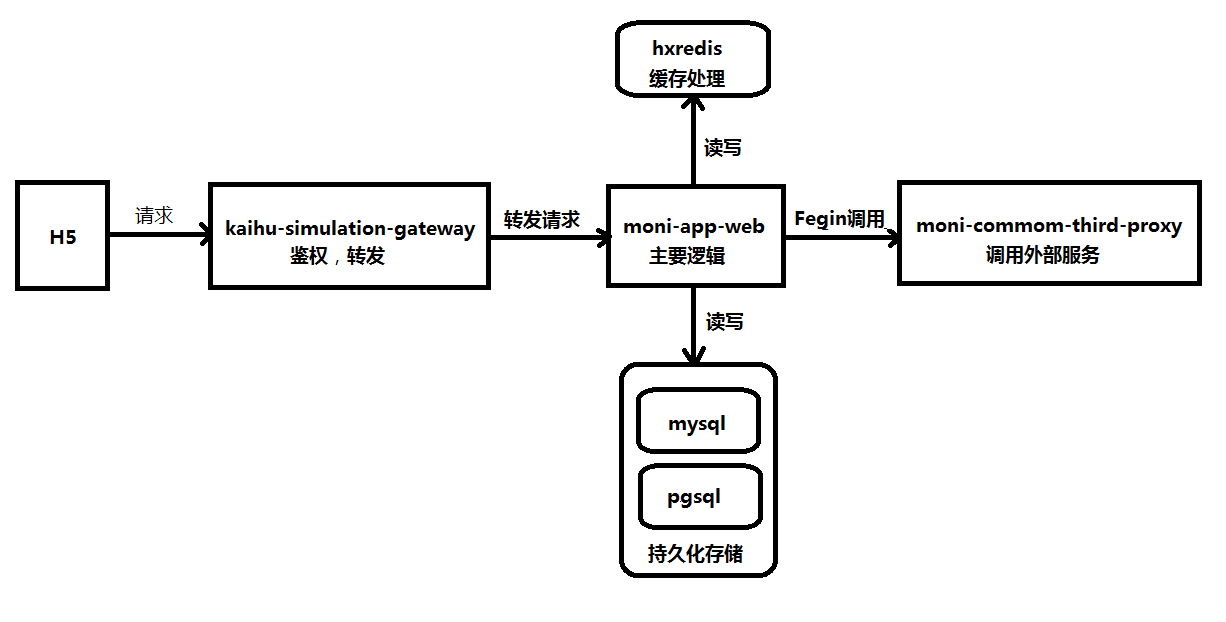 hxredis
缓存处理
读写
H5
请求
kaihu-simulation-gateway
鉴权，转发
转发请求
moni-app-web
主要逻辑
Fegin调用
moni-commom-third-proxy
调用外部服务
读写
mysql
pgsql
持久化存储